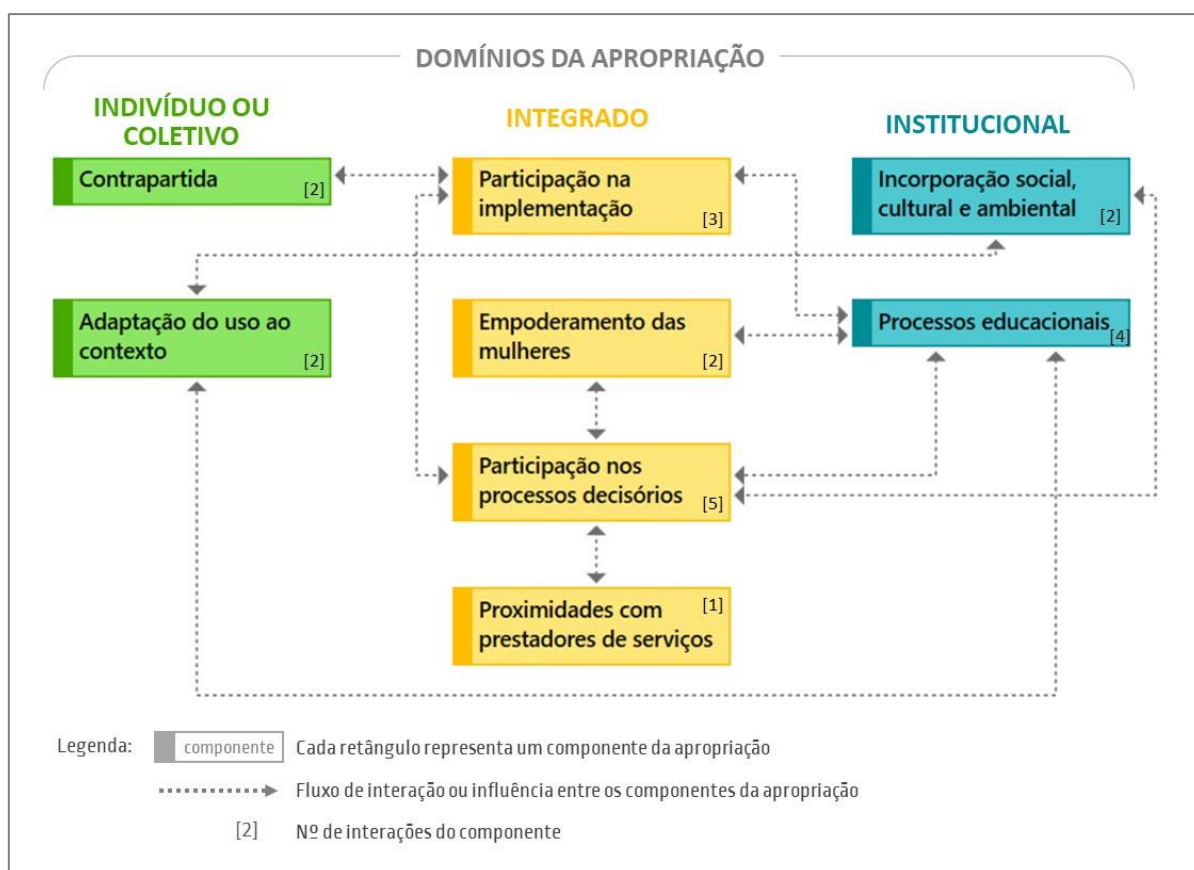 DOMÍNIOS DA APROPRIAÇÃO
INDIVÍDUO OU
COLETIVO
INTEGRADO
INSTITUCIONAL
Contrapartida
[2]
Participação na
implementação
[3]
Incorporação social,
cultural e ambiental
[2]
Adaptação do uso ao
contexto
[2]
Empoderamento das
mulheres
[2]
Processos educacionais
[4]
Participação nos
processos decisórios
[5]
Proximidades com
prestadores de serviços
[1]
Legenda:
componente
Cada retângulo representa um componente da apropriação
Fluxo de interação ou influência entre os componentes da apropriação
[2]
Nº de interações do componente